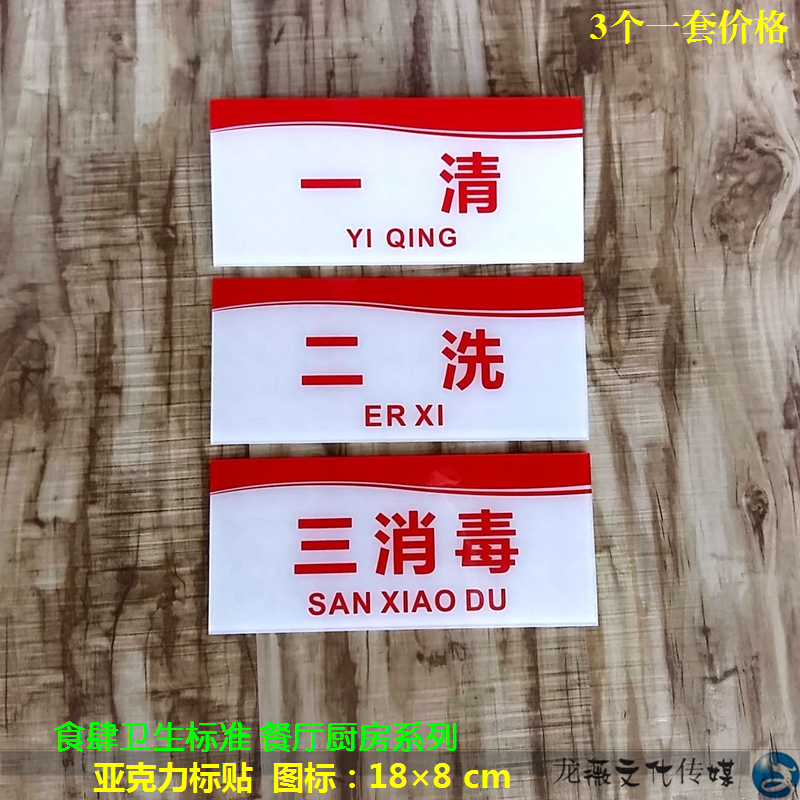 3个一套价格
一 清
YI QING
二 洗
ER XI
三消毒
SAN XIAO DU
食肆卫生标准 餐厅厨房系列
亚克力标贴 图标：18×8 cm
龙薇文化传媒